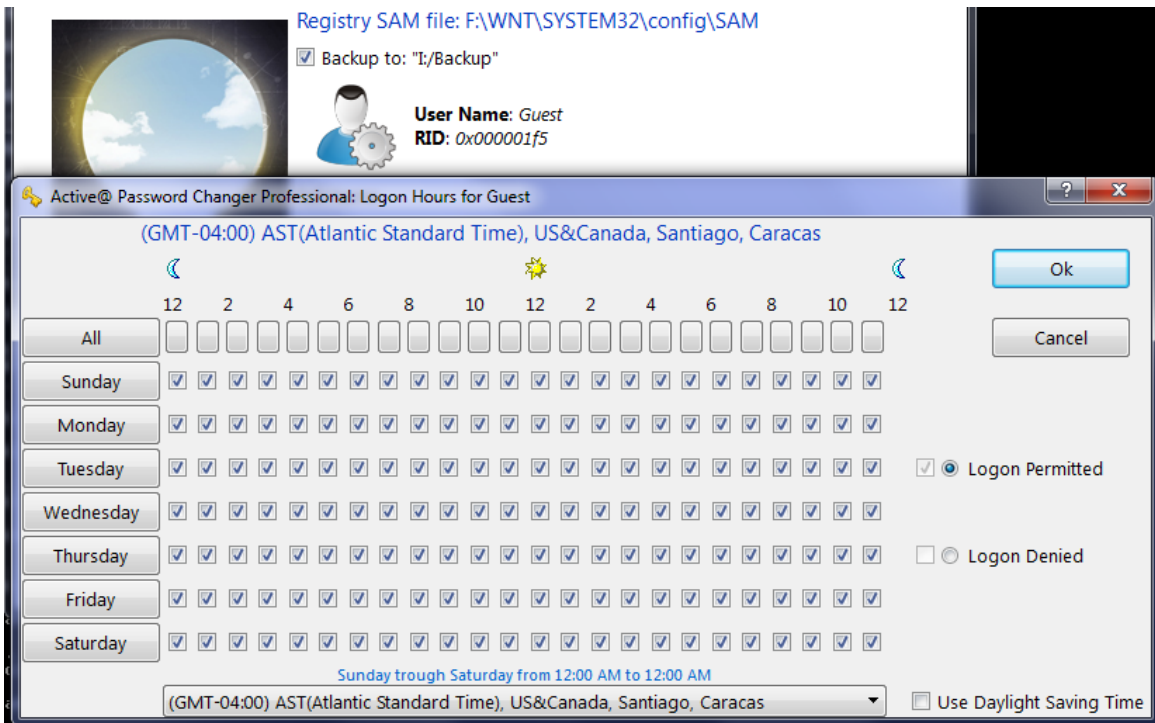 Registry SAM file: F:\WNT\SYSTEM32\config\SAM
Backup to: "I:/Backup"
User Name: Guest
RID: 0x000001f5
Active@ Password Changer Professional: Logon Hours for Guest
(GMT-04:00) AST(Atlantic Standard Time), US&Canada, Santiago, Caracas
Ok
12 2 4 6 8 10 12 2 4 6 8 10 12
All
Cancel
Sunday
Monday
Tuesday
Logon Permitted
Wednesday
Thursday
Logon Denied
Friday
Saturday
Sunday trough Saturday from 12:00 AM to 12:00 AM
(GMT-04:00) AST(Atlantic Standard Time), US&Canada, Santiago, Caracas
Use Daylight Saving Time